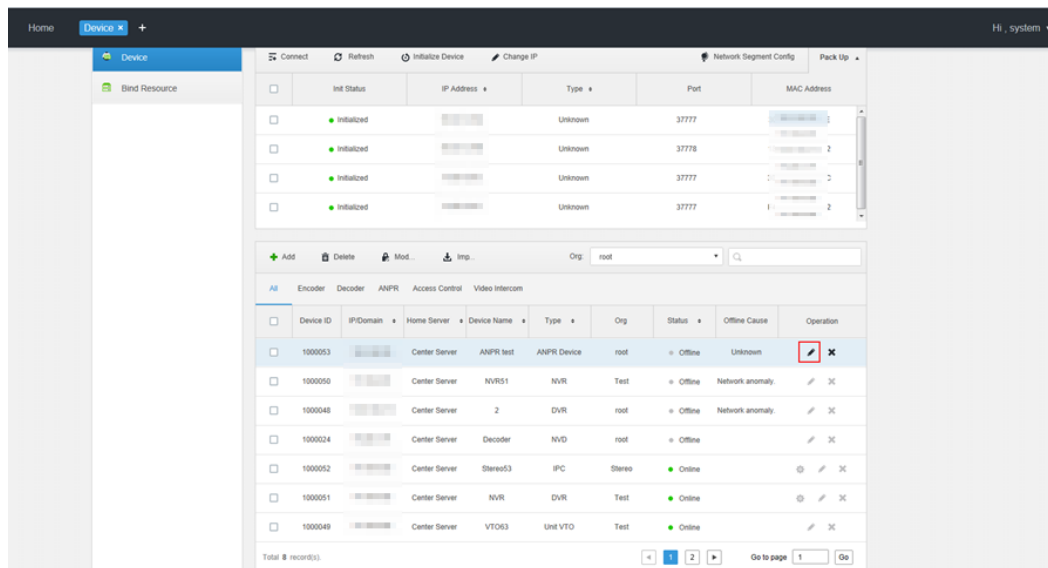 Home Device × + Hi , system
Device
Bind Resource
Connect Refresh Initialize Device Change IP Network Segment Config Pack Up
Init Status IP Address Type Port MAC Address
Initialized Unknown 37777
Initialized Unknown 37778 2
Initialized Unknown 37777
Initialized Unknown 37777 2
Add Delete Mod... Imp... Org: root
All Encoder Decoder ANPR Access Control Video Intercom
Device ID IP/Domain Home Server Device Name Type Org Status Offline Cause Operation
1000053 Center Server ANPR test ANPR Device root Offline Unknown
1000050 Center Server NVR51 NVR Test Offline Network anomaly.
1000048 Center Server 2 DVR root Offline Network anomaly.
1000024 Center Server Decoder NVD root Offline
1000052 Center Server Stereo53 IPC Stereo Online
1000051 Center Server NVR DVR Test Online
1000049 Center Server VTO63 Unit VTO Test Online
Total 8 record(s). 1 2 Go to page 1 Go